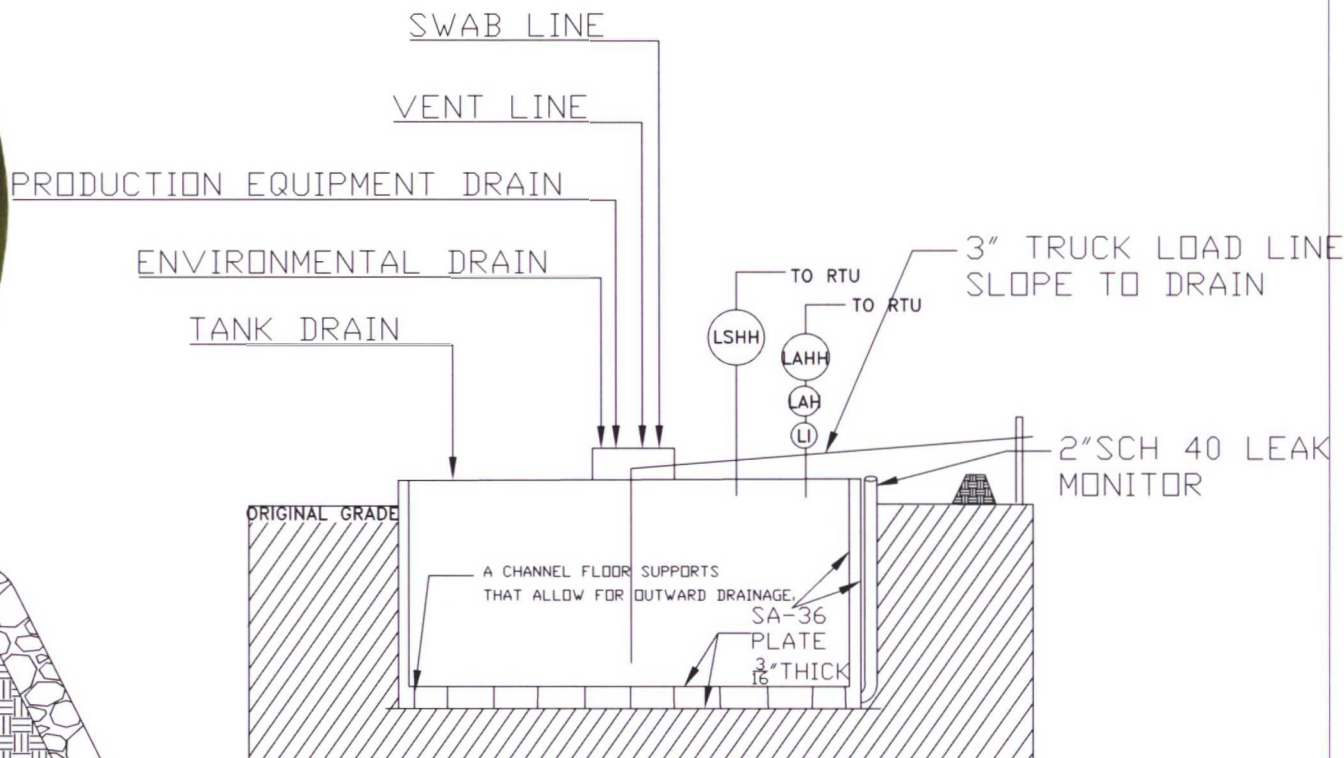 SWAB LINE
VENT LINE
PRODUCTION EQUIPMENT DRAIN
ENVIRONMENTAL DRAIN
TANK DRAIN
3" TRUCK LOAD LINE
SLOPE TO DRAIN
TO RTU
TO RTU
LSHH
LAHH
LAH
LI
2"SCH 40 LEAK
MONITOR
ORIGINAL GRADE
A CHANNEL FLOOR SUPPORTS
THAT ALLOW FOR OUTWARD DRAINAGE.
SA-36
PLATE
3/16"THICK